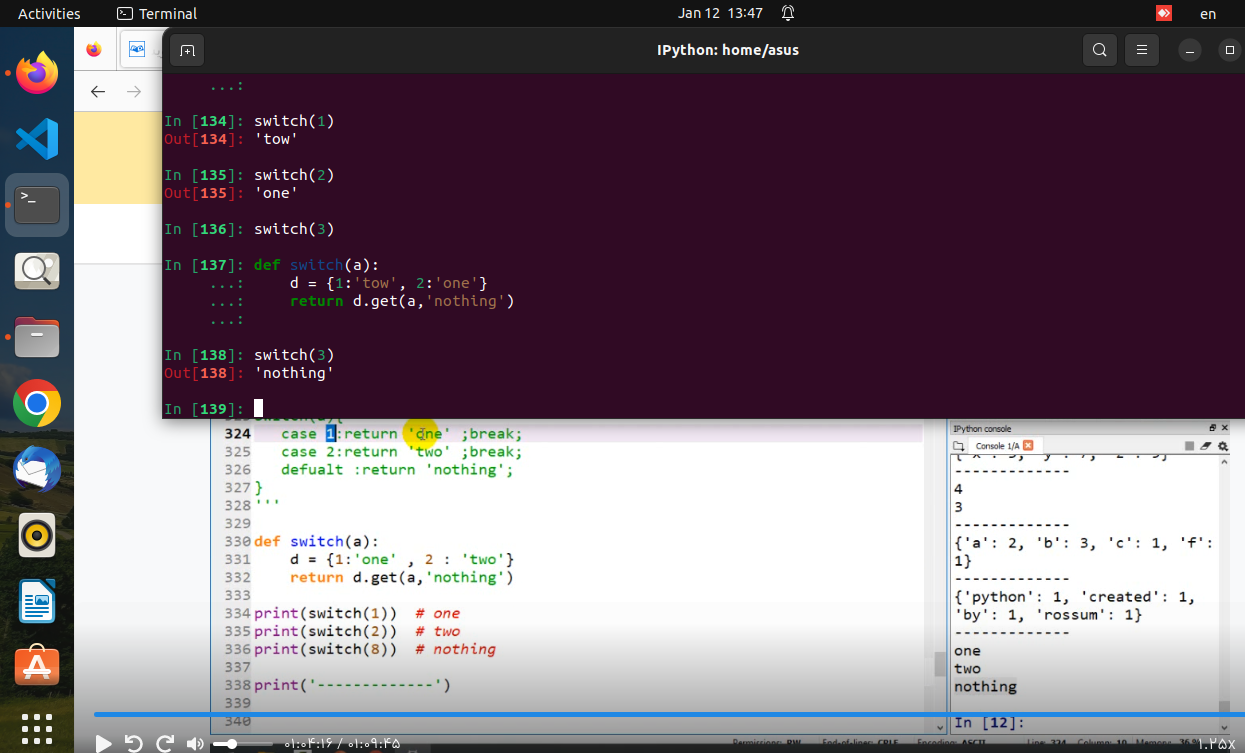 Activities
Terminal
Jan 12 13:47
en
IPython: home/asus
...:
In [134]: switch(1)
Out[134]: 'tow'
In [135]: switch(2)
Out[135]: 'one'
In [136]: switch(3)
In [137]: def switch(a):
...: d = {1:'tow', 2:'one'}
...: return d.get(a,'nothing')
...:
In [138]: switch(3)
Out[138]: 'nothing'
In [139]:
324 case 1:return 'one' ;break;
325 case 2:return 'two' ;break;
326 defualt :return 'nothing';
327 }
328 '''
329
330 def switch(a):
331 d = {1:'one' , 2 : 'two'}
332 return d.get(a,'nothing')
333
334 print(switch(1)) # one
335 print(switch(2)) # two
336 print(switch(8)) # nothing
337
338 print('-------------')
339
340
IPython console
Console 1/A
-------------
4
3
-------------
{'a': 2, 'b': 3, 'c': 1, 'f':
1}
-------------
{'python': 1, 'created': 1,
'by': 1, 'rossum': 1}
-------------
one
two
nothing
In [12]:
۰۱:۰۴:۱۶ / ۰۱:۰۹:۴۵
۱.۲۵x